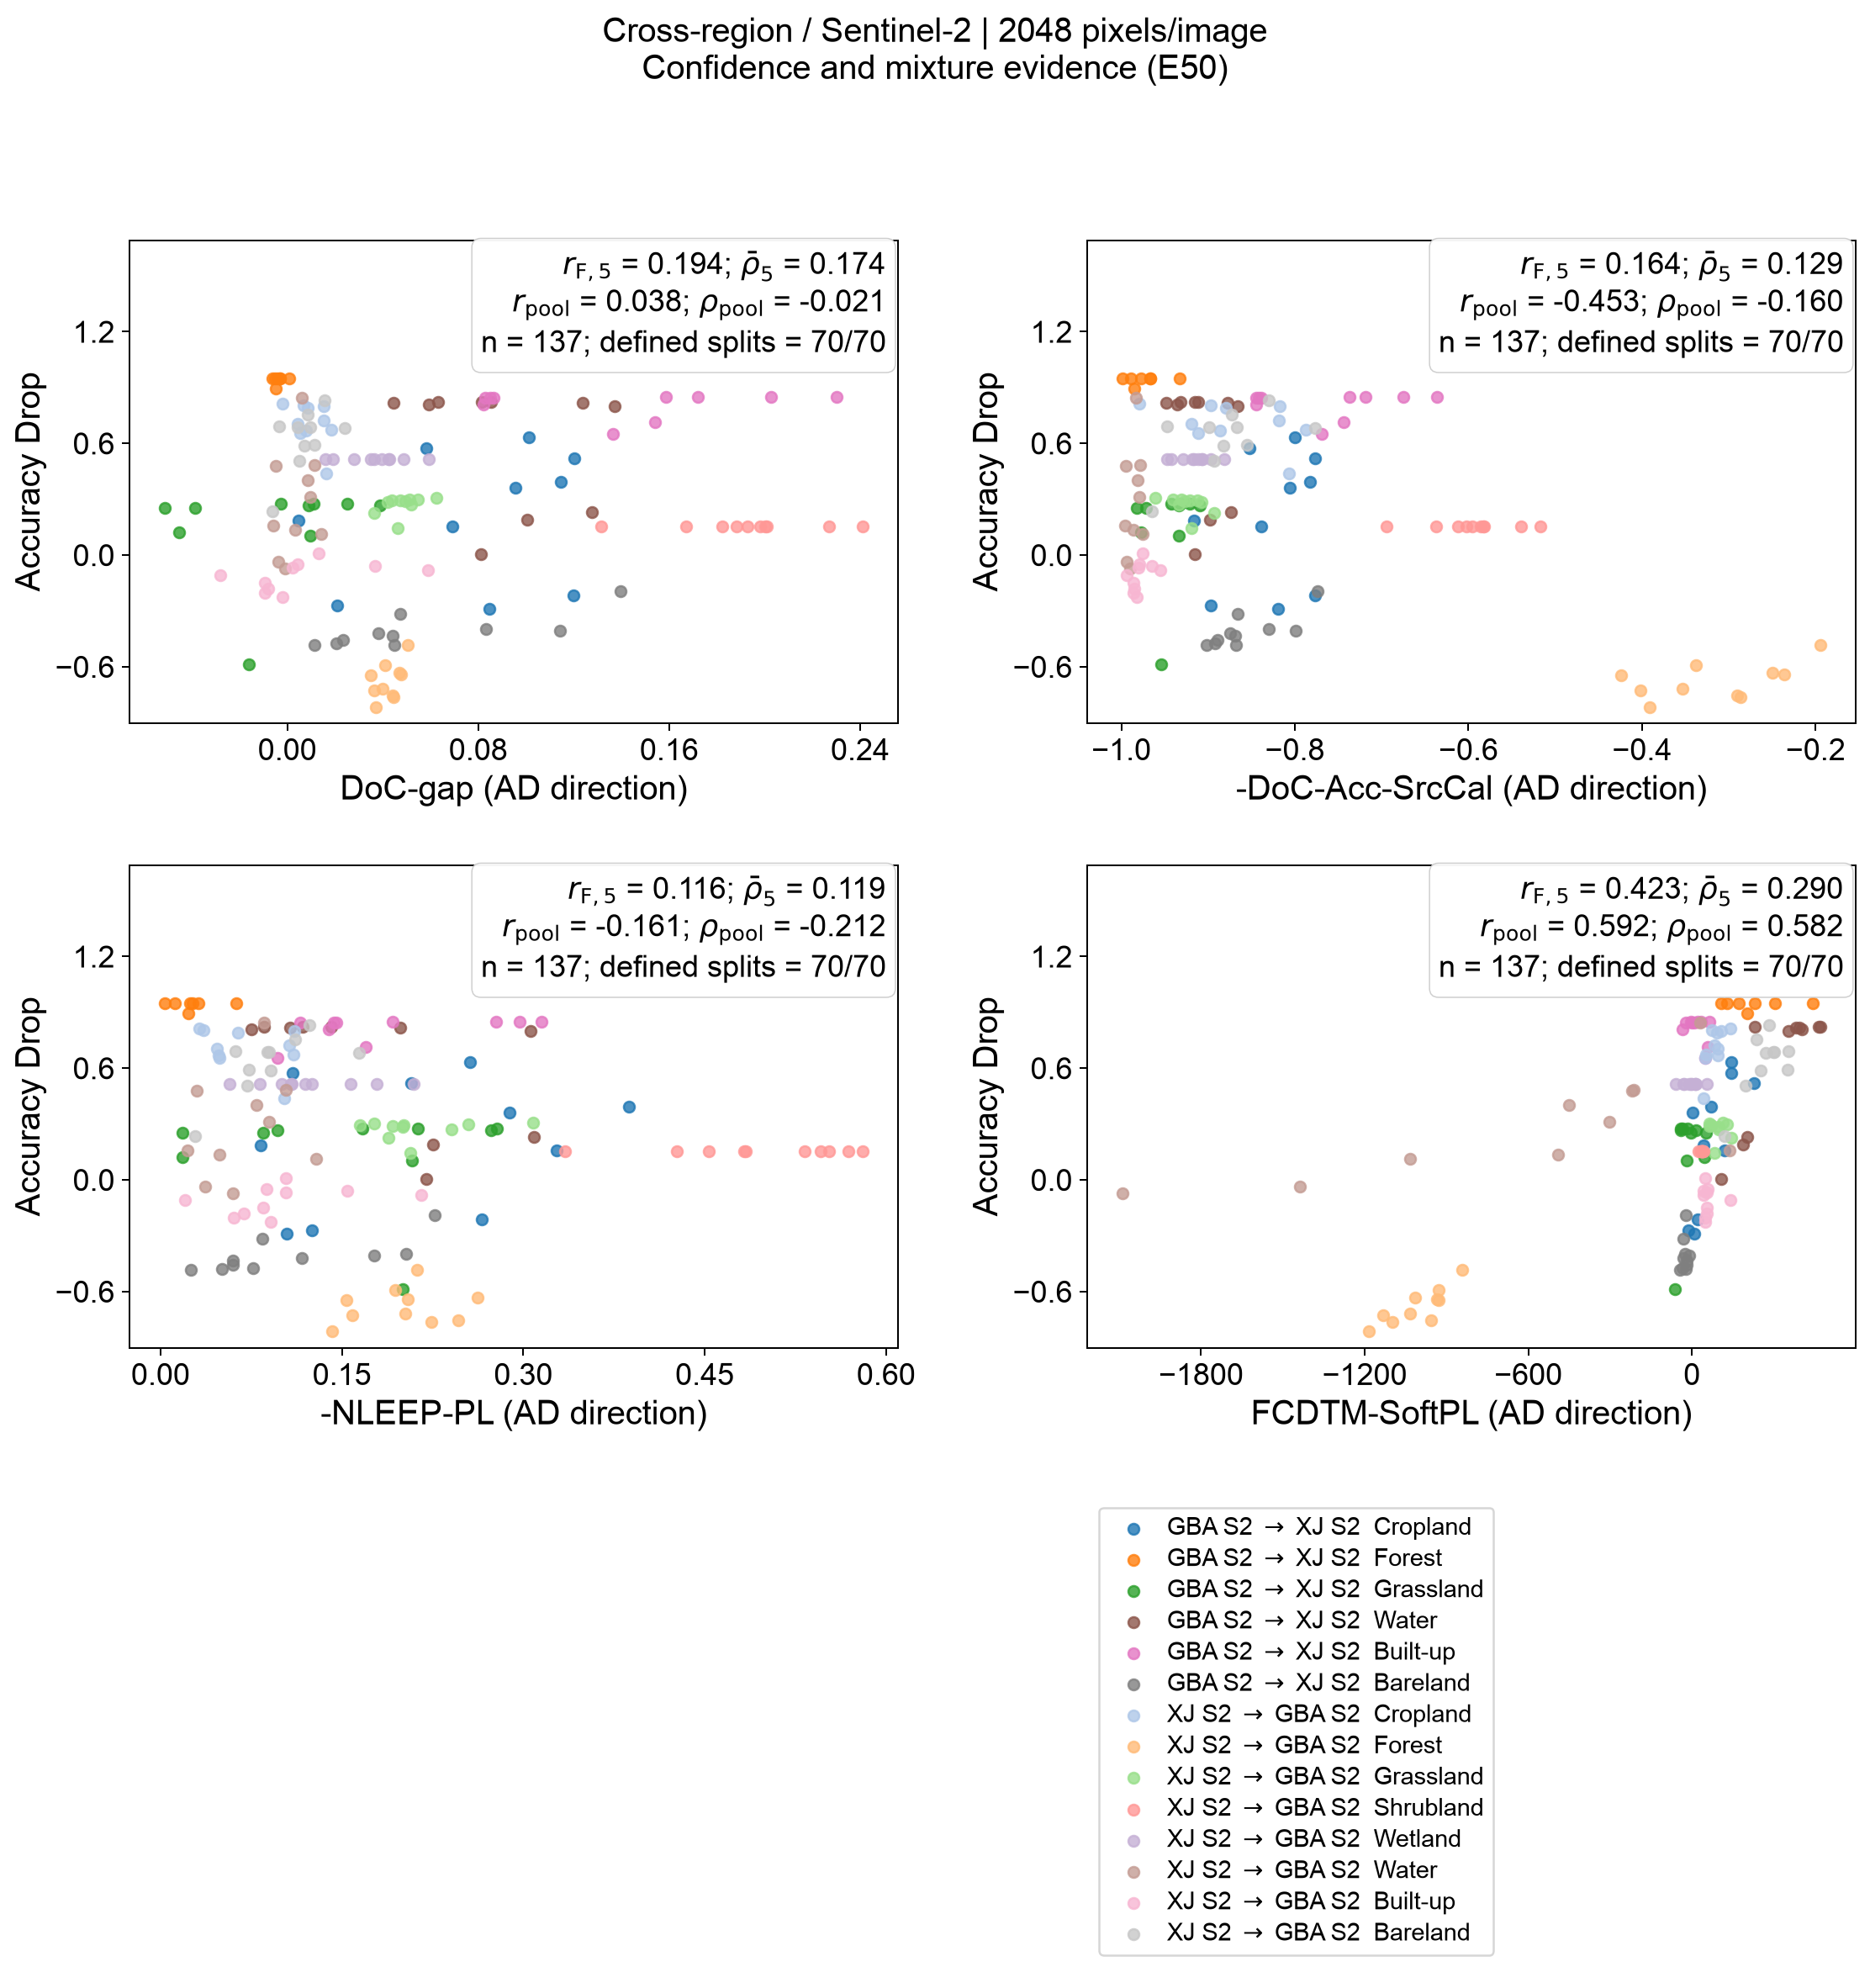 Cross-region / Sentinel-2 | 2048 pixels/image
Confidence and mixture evidence (E50)
r_F,5 = 0.194; ρ̄_5 = 0.174
r_pool = 0.038; ρ_pool = -0.021
n = 137; defined splits = 70/70
1.2
0.6
0.0
−0.6
Accuracy Drop
0.00 0.08 0.16 0.24
DoC-gap (AD direction)
r_F,5 = 0.164; ρ̄_5 = 0.129
r_pool = -0.453; ρ_pool = -0.160
n = 137; defined splits = 70/70
1.2
0.6
0.0
−0.6
Accuracy Drop
−1.0 −0.8 −0.6 −0.4 −0.2
-DoC-Acc-SrcCal (AD direction)
r_F,5 = 0.116; ρ̄_5 = 0.119
r_pool = -0.161; ρ_pool = -0.212
n = 137; defined splits = 70/70
1.2
0.6
0.0
−0.6
Accuracy Drop
0.00 0.15 0.30 0.45 0.60
-NLEEP-PL (AD direction)
r_F,5 = 0.423; ρ̄_5 = 0.290
r_pool = 0.592; ρ_pool = 0.582
n = 137; defined splits = 70/70
1.2
0.6
0.0
−0.6
Accuracy Drop
−1800 −1200 −600 0
FCDTM-SoftPL (AD direction)
GBA S2 → XJ S2 Cropland
GBA S2 → XJ S2 Forest
GBA S2 → XJ S2 Grassland
GBA S2 → XJ S2 Water
GBA S2 → XJ S2 Built-up
GBA S2 → XJ S2 Bareland
XJ S2 → GBA S2 Cropland
XJ S2 → GBA S2 Forest
XJ S2 → GBA S2 Grassland
XJ S2 → GBA S2 Shrubland
XJ S2 → GBA S2 Wetland
XJ S2 → GBA S2 Water
XJ S2 → GBA S2 Built-up
XJ S2 → GBA S2 Bareland